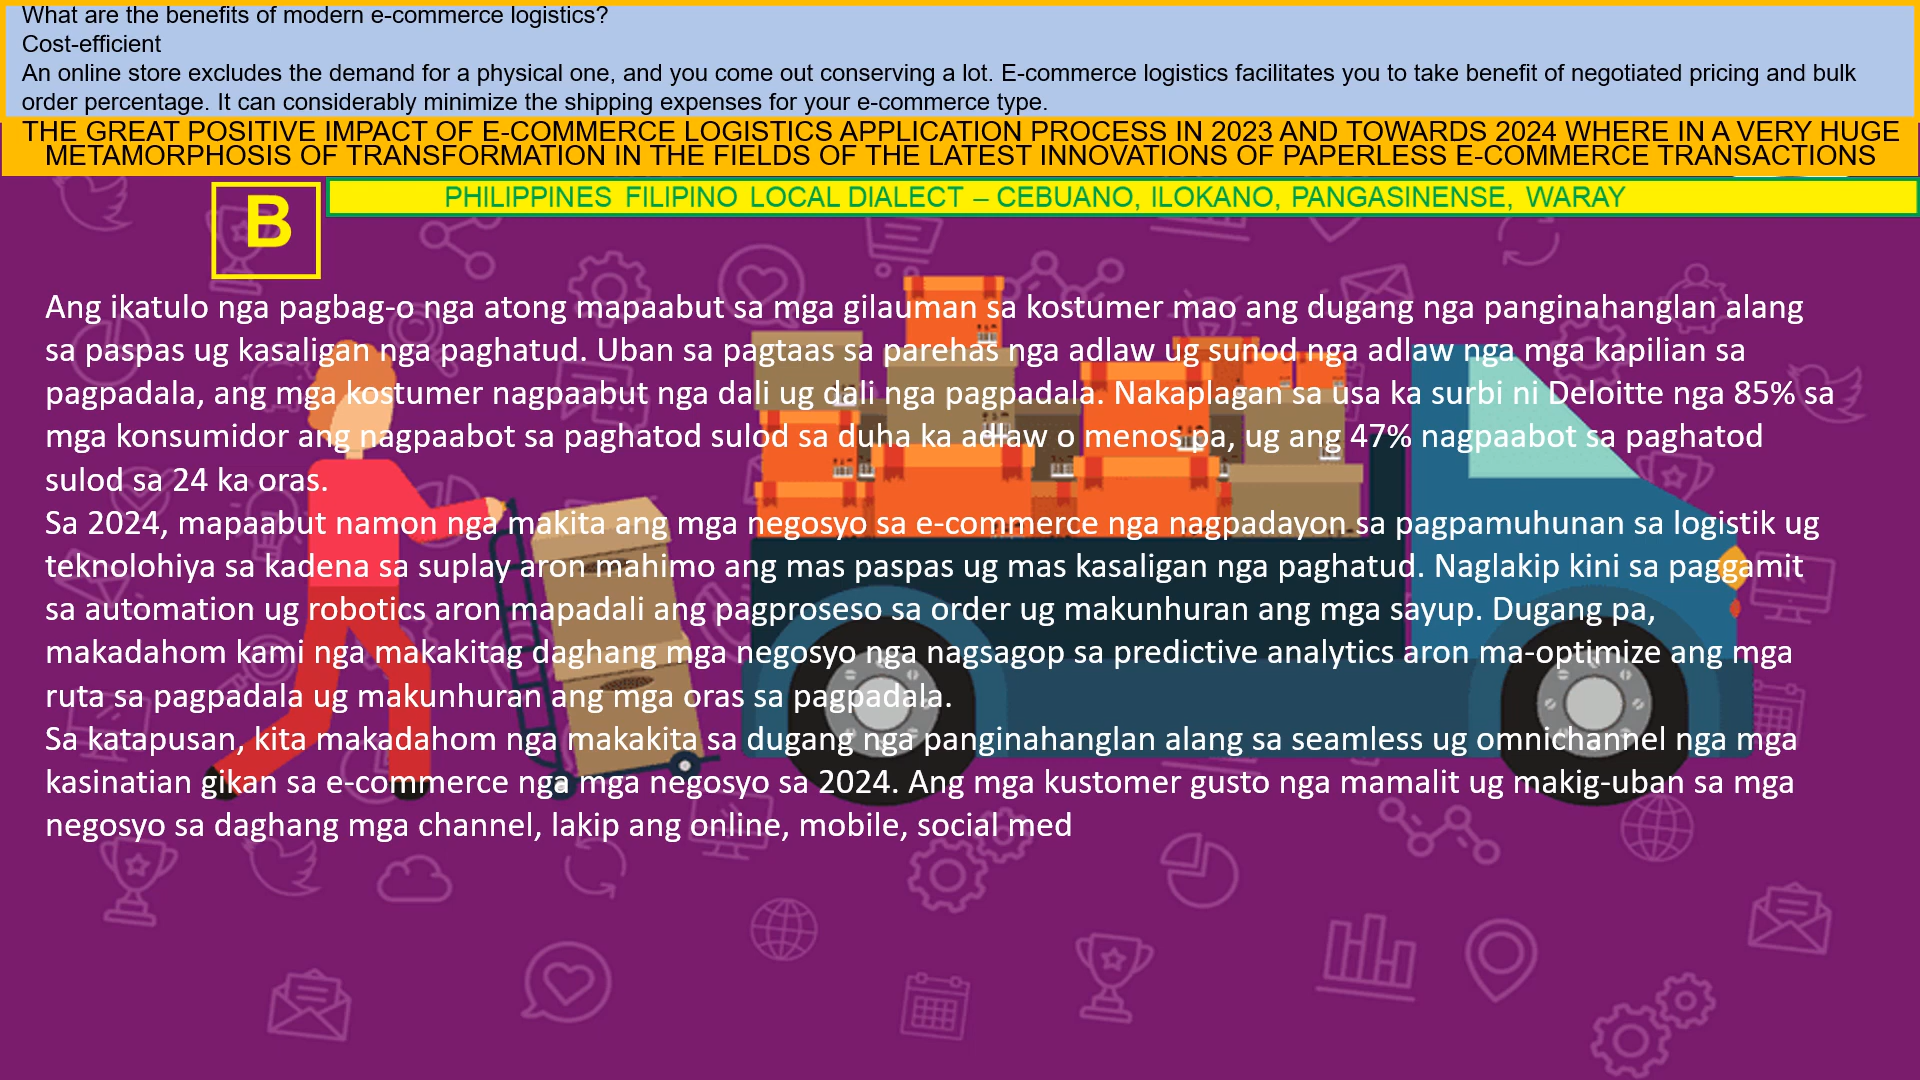 What are the benefits of modern e-commerce logistics?
Cost-efficient
An online store excludes the demand for a physical one, and you come out conserving a lot. E-commerce logistics facilitates you to take benefit of negotiated pricing and bulk
order percentage. It can considerably minimize the shipping expenses for your e-commerce type.
THE GREAT POSITIVE IMPACT OF E-COMMERCE LOGISTICS APPLICATION PROCESS IN 2023 AND TOWARDS 2024 WHERE IN A VERY HUGE
METAMORPHOSIS OF TRANSFORMATION IN THE FIELDS OF THE LATEST INNOVATIONS OF PAPERLESS E-COMMERCE TRANSACTIONS
PHILIPPINES FILIPINO LOCAL DIALECT – CEBUANO, ILOKANO, PANGASINENSE, WARAY
B
Ang ikatulo nga pagbag-o nga atong mapaabut sa mga gilauman sa kostumer mao ang dugang nga panginahanglan alang
sa paspas ug kasaligan nga paghatud. Uban sa pagtaas sa parehas nga adlaw ug sunod nga adlaw nga mga kapilian sa
pagpadala, ang mga kostumer nagpaabut nga dali ug dali nga pagpadala. Nakaplagan sa usa ka surbi ni Deloitte nga 85% sa
mga konsumidor ang nagpaabot sa paghatod sulod sa duha ka adlaw o menos pa, ug ang 47% nagpaabot sa paghatod
sulod sa 24 ka oras.
Sa 2024, mapaabut namon nga makita ang mga negosyo sa e-commerce nga nagpadayon sa pagpamuhunan sa logistik ug
teknolohiya sa kadena sa suplay aron mahimo ang mas paspas ug mas kasaligan nga paghatud. Naglakip kini sa paggamit
sa automation ug robotics aron mapadali ang pagproseso sa order ug makunhuran ang mga sayup. Dugang pa,
makadahom kami nga makakitag daghang mga negosyo nga nagsagop sa predictive analytics aron ma-optimize ang mga
ruta sa pagpadala ug makunhuran ang mga oras sa pagpadala.
Sa katapusan, kita makadahom nga makakita sa dugang nga panginahanglan alang sa seamless ug omnichannel nga mga
kasinatian gikan sa e-commerce nga mga negosyo sa 2024. Ang mga kustomer gusto nga mamalit ug makig-uban sa mga
negosyo sa daghang mga channel, lakip ang online, mobile, social med